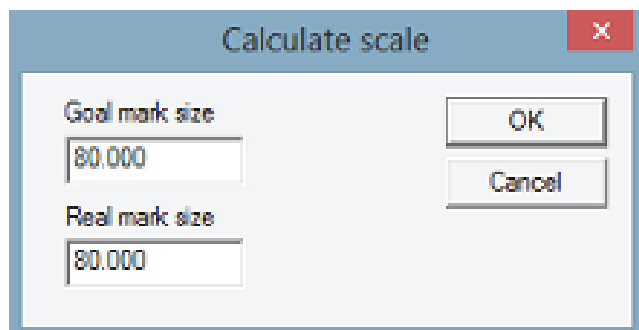 Calculate scale
Goal mark size
80.000
OK
Cancel
Real mark size
80.000